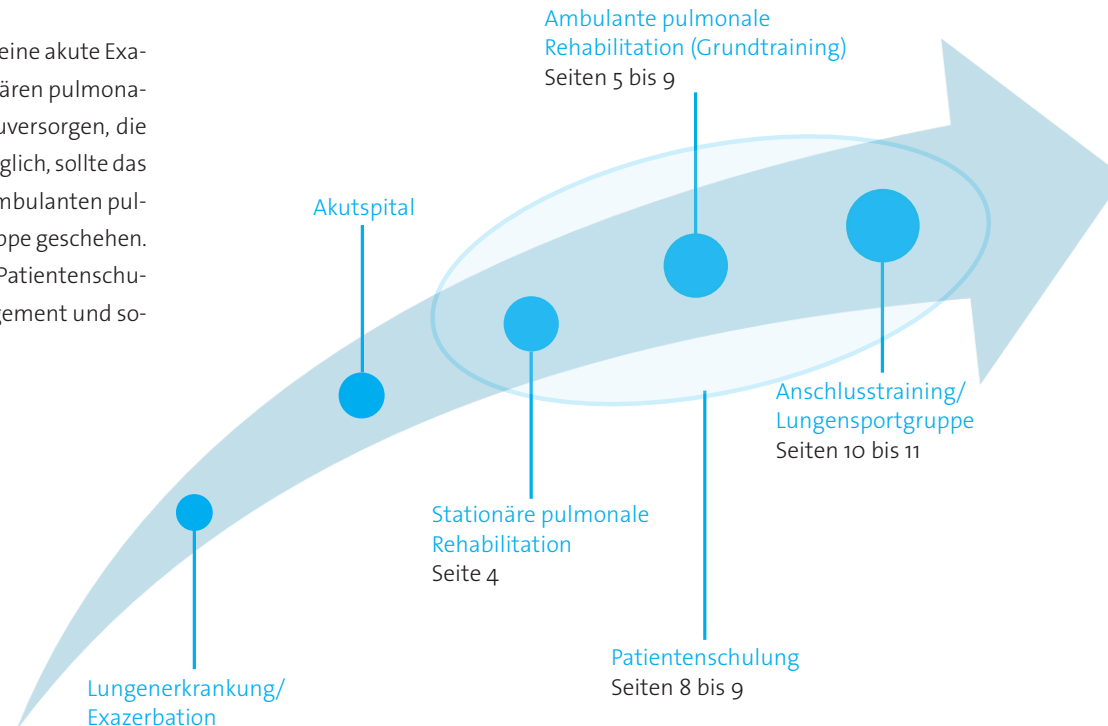 eine akute Exa-
ären pulmona-
uversorgen, die
glich, sollte das
mbulanten pul-
ppe geschehen.
Patientenschu-
gement und so-
Ambulante pulmonale
Rehabilitation (Grundtraining)
Seiten 5 bis 9
Akutspital
Anschlusstraining/
Lungensportgruppe
Seiten 10 bis 11
Stationäre pulmonale
Rehabilitation
Seite 4
Patientenschulung
Seiten 8 bis 9
Lungenerkrankung/
Exazerbation